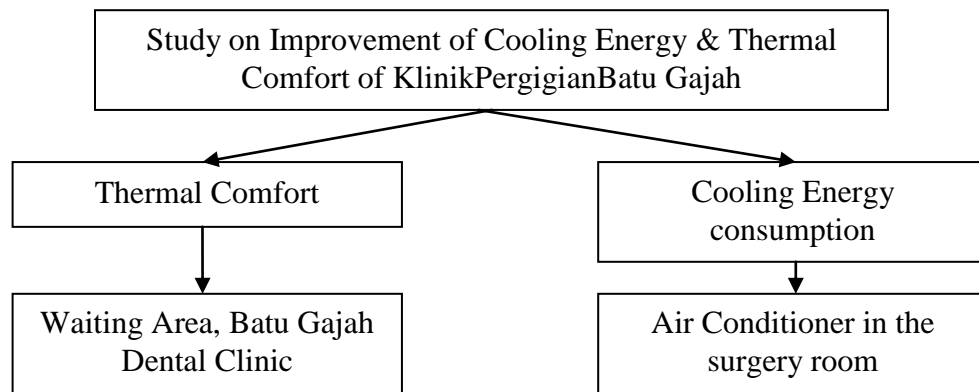 Study on Improvement of Cooling Energy & Thermal
Comfort of KlinikPergigianBatu Gajah
Thermal Comfort
Cooling Energy
consumption
Waiting Area, Batu Gajah
Dental Clinic
Air Conditioner in the
surgery room